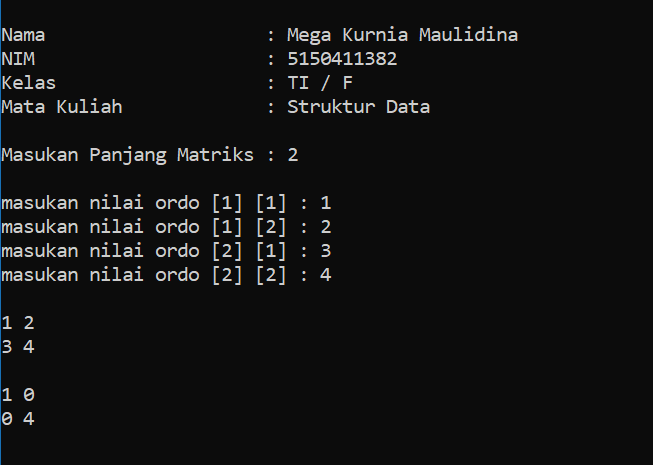 Nama : Mega Kurnia Maulidina
NIM : 5150411382
Kelas : TI / F
Mata Kuliah : Struktur Data
Masukan Panjang Matriks : 2
masukan nilai ordo [1] [1] : 1
masukan nilai ordo [1] [2] : 2
masukan nilai ordo [2] [1] : 3
masukan nilai ordo [2] [2] : 4
1 2
3 4
1 0
0 4